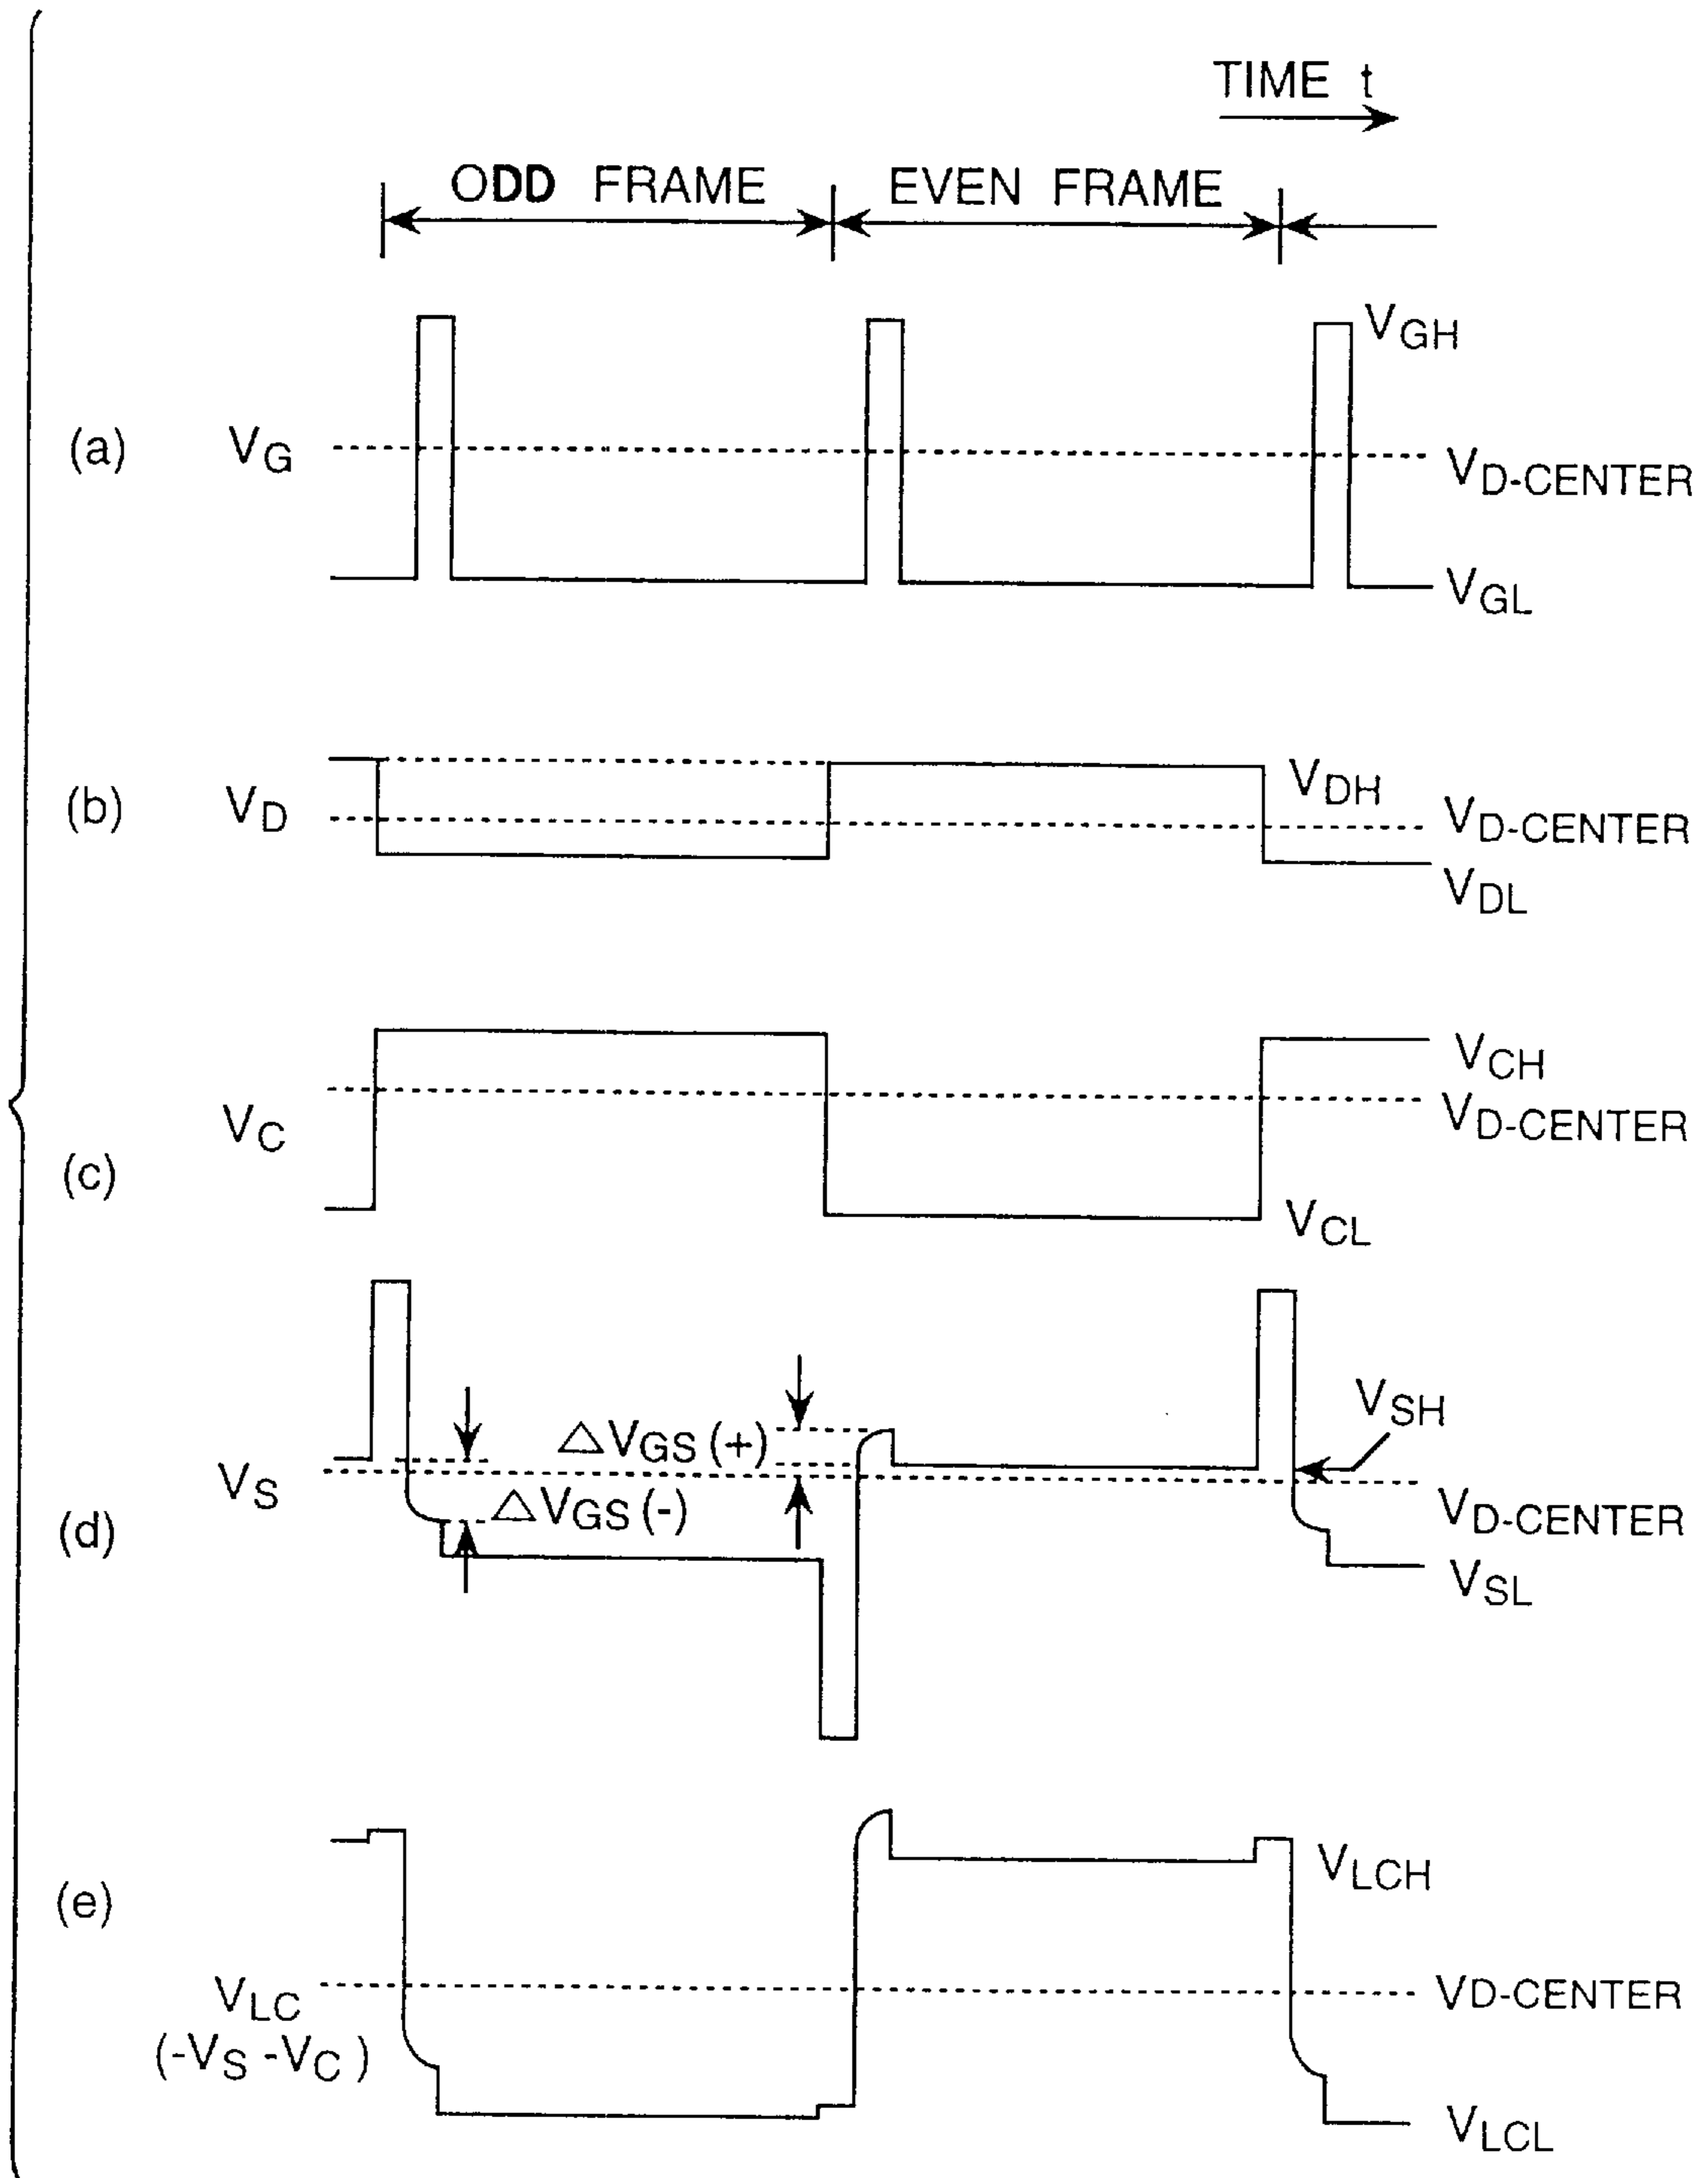 TIME t
ODD FRAME EVEN FRAME
VGH
(a) VG
VD-CENTER
VGL
(b) VD
VDH
VD-CENTER
VDL
VCH
VD-CENTER
VC
(c)
VCL
VSH
△VGS (+)
VS
△VGS (-)
VD-CENTER
(d)
VSL
VLCH
(e)
VD-CENTER
VLC
(-VS -VC)
VLCL